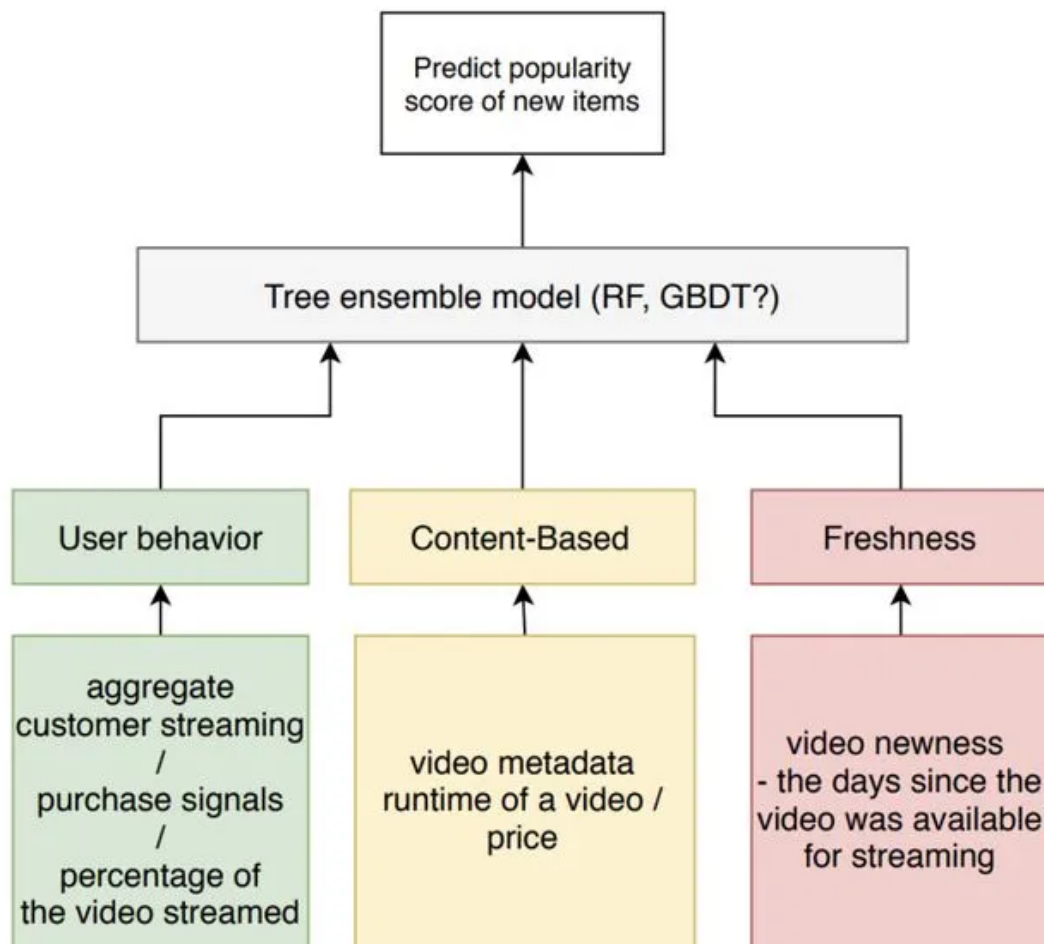 Predict popularity
score of new items
Tree ensemble model (RF, GBDT?)
User behavior
Content-Based
Freshness
aggregate
customer streaming
/
purchase signals
/
percentage of
the video streamed
video metadata
runtime of a video /
price
video newness
- the days since the
video was available
for streaming